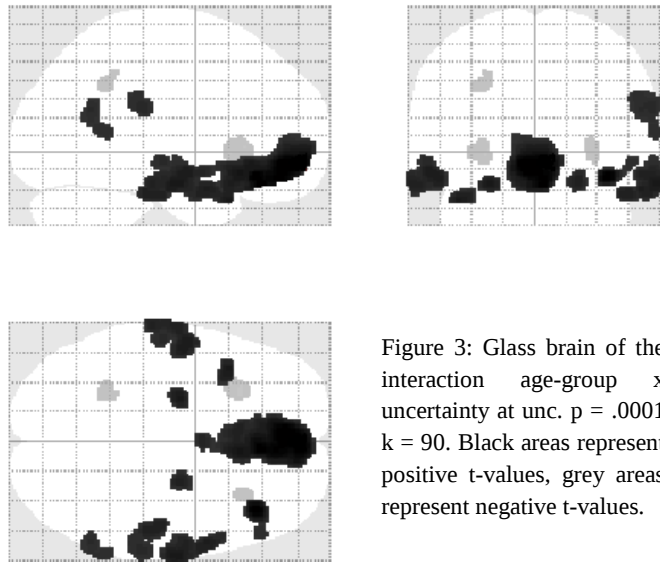 Figure 3: Glass brain of the
interaction age-group x
uncertainty at unc. p = .0001
k = 90. Black areas represent
positive t-values, grey areas
represent negative t-values.